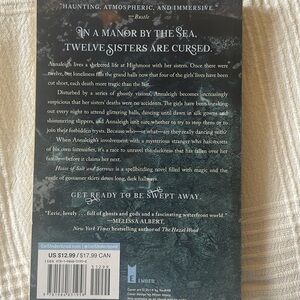 "HAUNTING, ATMOSPHERIC, AND IMMERSIVE."
—Bustle
IN A MANOR BY THE SEA,
TWELVE SISTERS ARE CURSED.
Annaleigh lives a sheltered life at Highmoor with her sisters. Once there were
twelve, but loneliness fills the grand halls now that four of the girls' lives have been
cut short, each death more tragic than the last.
Disturbed by a series of ghostly visions, Annaleigh becomes increasingly
suspicious that her sisters' deaths were no accidents. The girls have been sneaking
out every night to attend glittering balls, dancing until dawn in silk gowns and
shimmering slippers, and Annaleigh isn't sure whether to try to stop them or to
join their forbidden trysts. Because who—or what—are they really dancing with?
When Annaleigh's involvement with a mysterious stranger who has secrets
of his own intensifies, it's a race to unravel the darkness that has fallen over her
family—before it claims her next.
House of Salt and Sorrows is a spellbinding novel filled with magic and the
rustle of gossamer skirts down long, dark hallways.
GET READY TO BE SWEPT AWAY.
"Eerie, lovely . . . full of ghosts and gods and a fascinating waterfront world."
—MELISSA ALBERT,
New York Times bestselling author of The Hazel Wood
GetUnderlined.com @GetUnderlined
US $12.99 / $17.99 CAN
51299
EMBER